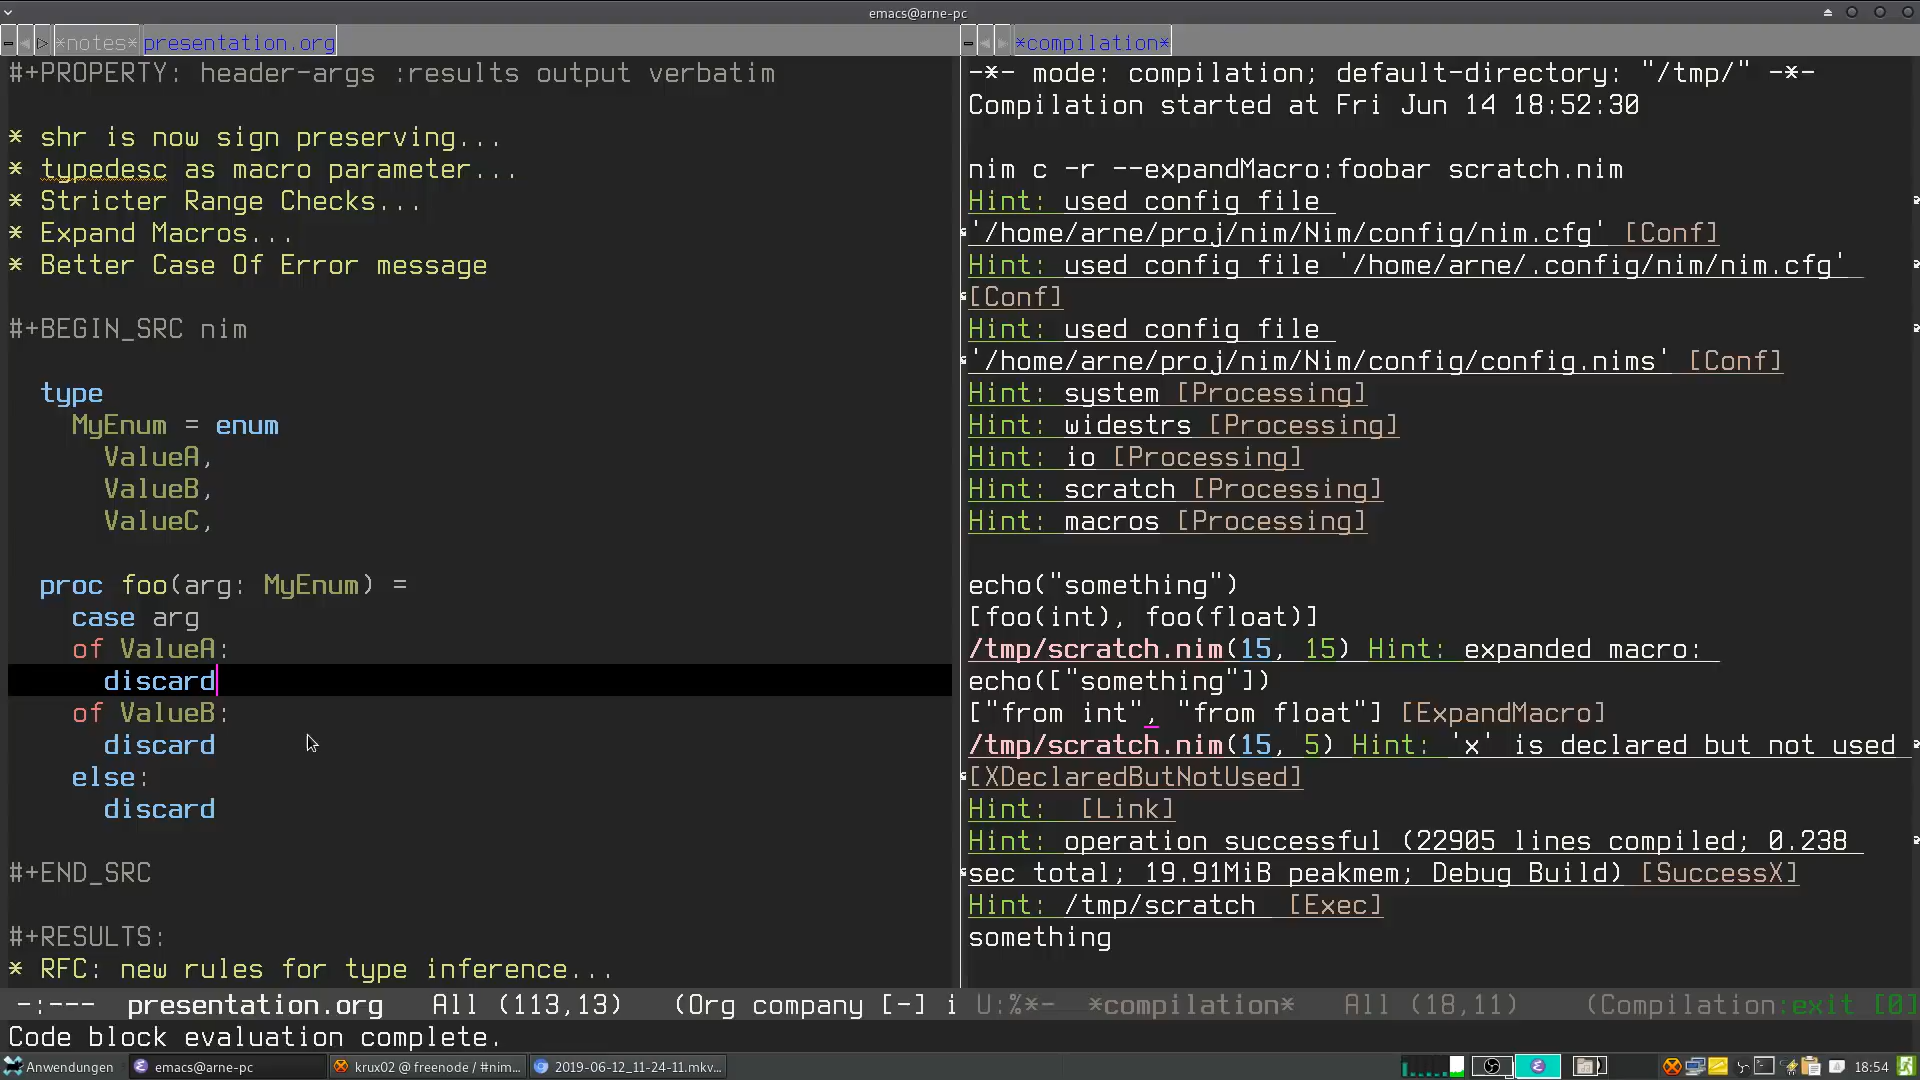 emacs@arne-pc
*notes* presentation.org
#+PROPERTY: header-args :results output verbatim
* shr is now sign preserving...
* typedesc as macro parameter...
* Stricter Range Checks...
* Expand Macros...
* Better Case Of Error message
#+BEGIN_SRC nim
type
MyEnum = enum
ValueA,
ValueB,
ValueC,
proc foo(arg: MyEnum) =
case arg
of ValueA:
discard
of ValueB:
discard
else:
discard
#+END_SRC
#+RESULTS:
* RFC: new rules for type inference...
-:--- presentation.org All (113,13) (Org company [-] i
*compilation*
-*- mode: compilation; default-directory: "/tmp/" -*-
Compilation started at Fri Jun 14 18:52:30
nim c -r --expandMacro:foobar scratch.nim
Hint: used config file
'/home/arne/proj/nim/Nim/config/nim.cfg' [Conf]
Hint: used config file '/home/arne/.config/nim/nim.cfg'
[Conf]
Hint: used config file
'/home/arne/proj/nim/Nim/config/config.nims' [Conf]
Hint: system [Processing]
Hint: widestrs [Processing]
Hint: io [Processing]
Hint: scratch [Processing]
Hint: macros [Processing]
echo("something")
[foo(int), foo(float)]
/tmp/scratch.nim(15, 15) Hint: expanded macro:
echo(["something"])
["from int", "from float"] [ExpandMacro]
/tmp/scratch.nim(15, 5) Hint: 'x' is declared but not used
[XDeclaredButNotUsed]
Hint:  [Link]
Hint: operation successful (22905 lines compiled; 0.238
sec total; 19.91MiB peakmem; Debug Build) [SuccessX]
Hint: /tmp/scratch  [Exec]
something
U:%*- *compilation* All (18,11) (Compilation:exit [0]
Code block evaluation complete.
Anwendungen emacs@arne-pc krux02 @ freenode / #nim... 2019-06-12_11-24-11.mkv... 18:54